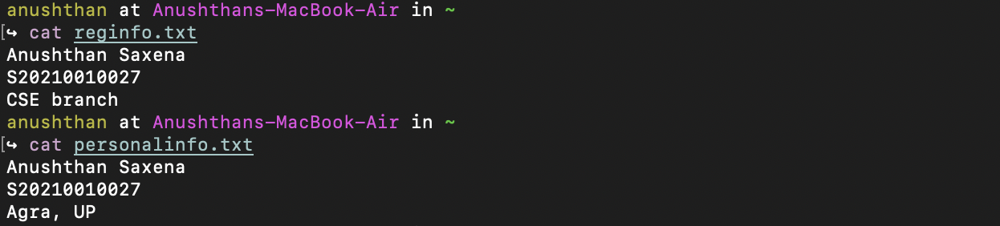 anushthan at Anushthans-MacBook-Air in ~
↪ cat reginfo.txt
Anushthan Saxena
S20210010027
CSE branch
anushthan at Anushthans-MacBook-Air in ~
↪ cat personalinfo.txt
Anushthan Saxena
S20210010027
Agra, UP